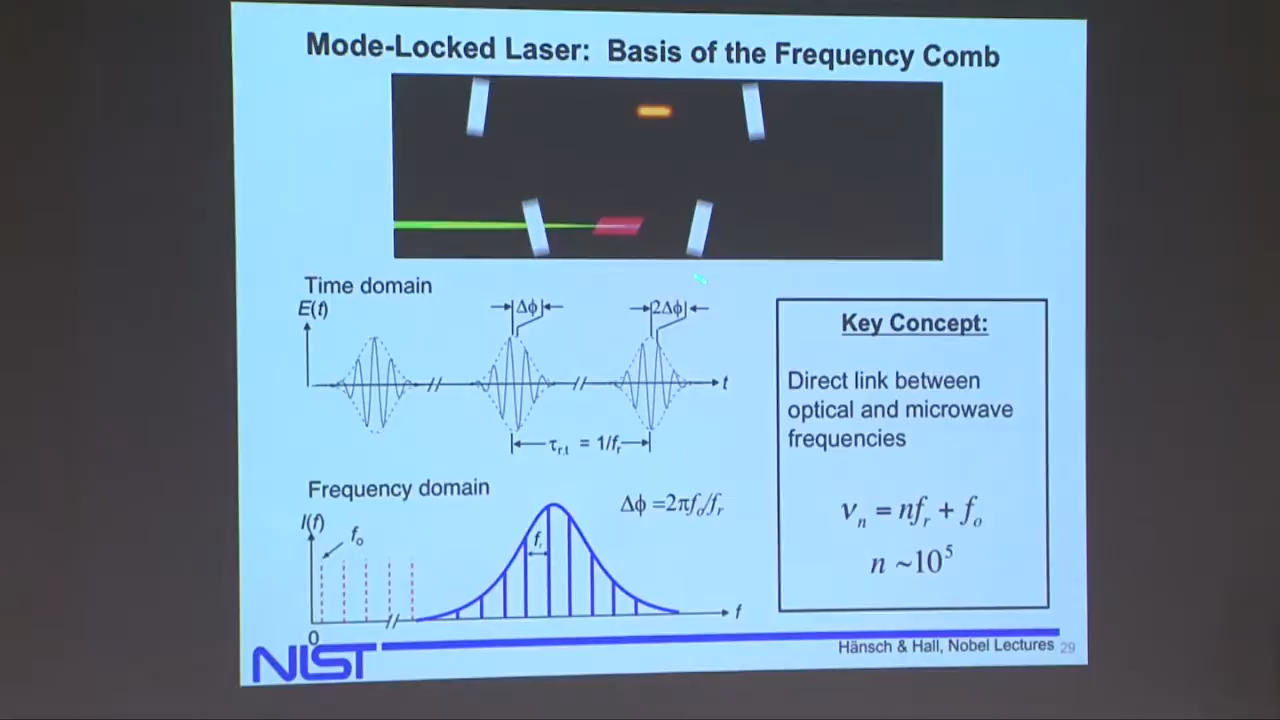 Mode-Locked Laser: Basis of the Frequency Comb
Time domain
E(t)
Δϕ
2Δϕ
t
τr.t = 1/fr
Frequency domain
Δϕ =2πfo/fr
I(f)
fo
fr
f
0
Key Concept:
Direct link between
optical and microwave
frequencies
νn = nfr + fo
n ~10⁵
NIST
Hänsch & Hall, Nobel Lectures 29